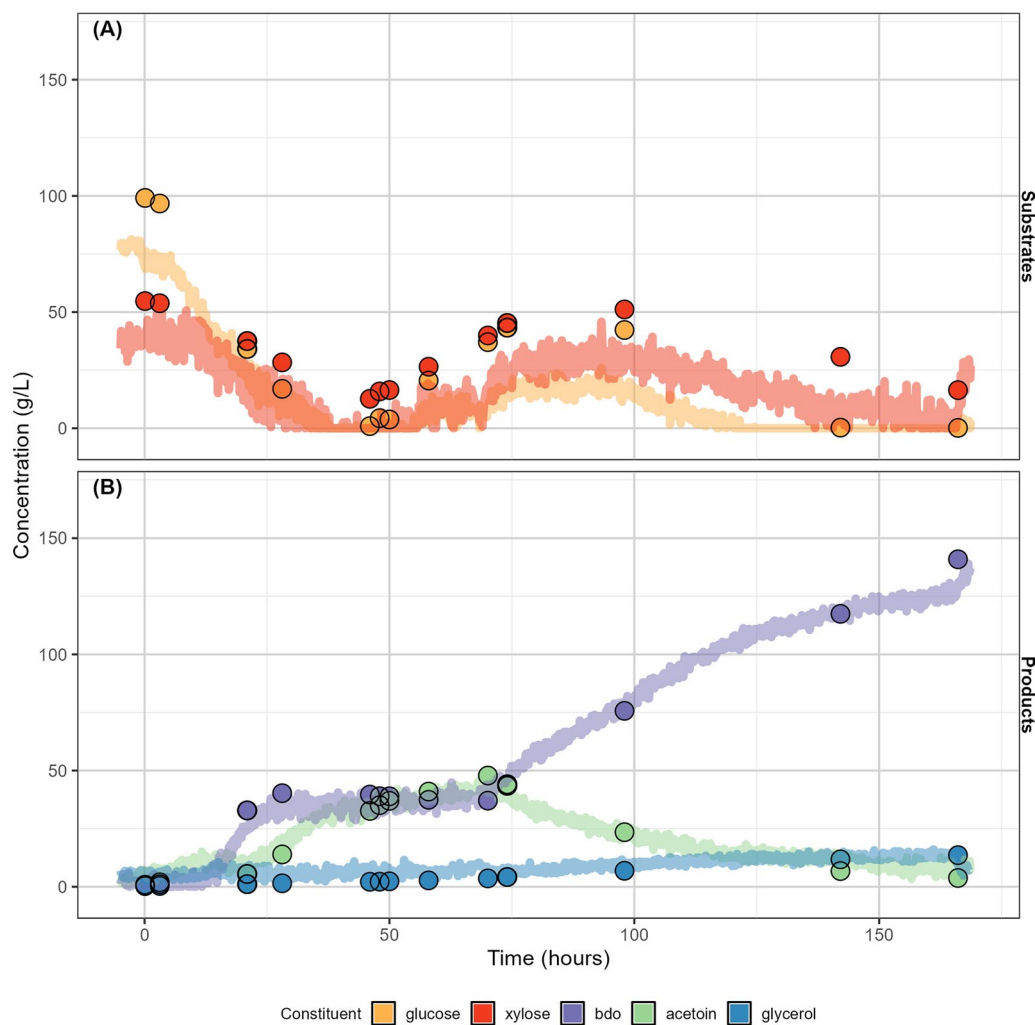 (A)
150
100
50
0
Substrates
(B)
150
100
50
0
Products
Concentration (g/L)
0 50 100 150
Time (hours)
Constituent glucose xylose bdo acetoin glycerol